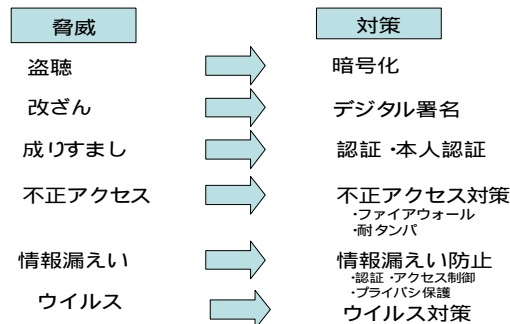 脅威 対策
盗聴 暗号化
改ざん デジタル署名
成りすまし 認証・本人認証
不正アクセス 不正アクセス対策
・ファイアウォール
・耐タンパ
情報漏えい 情報漏えい防止
・認証・アクセス制御
・プライバシ保護
ウイルス ウイルス対策